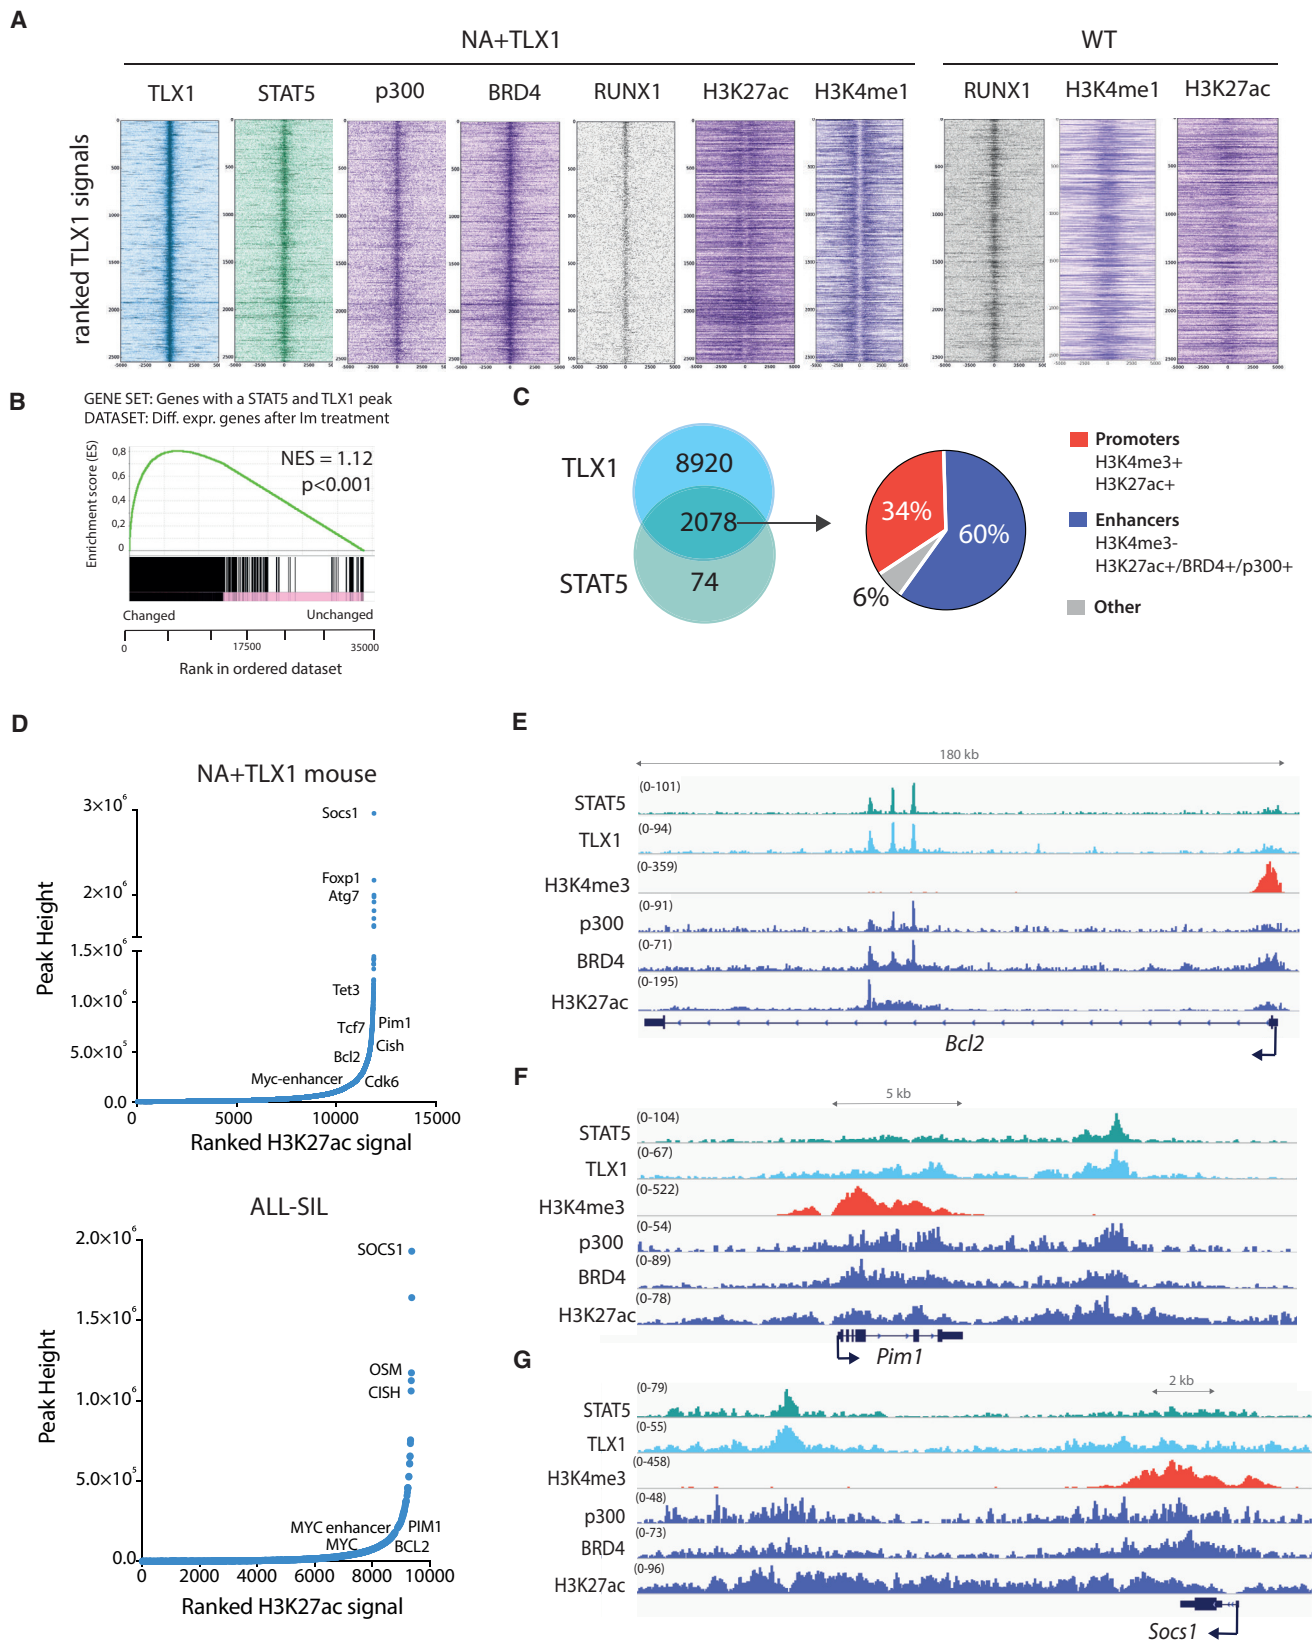 A
NA+TLX1
WT
TLX1 STAT5 p300 BRD4 RUNX1 H3K27ac H3K4me1 RUNX1 H3K4me1 H3K27ac
ranked TLX1 signals
B
GENE SET: Genes with a STAT5 and TLX1 peak
DATASET: Diff. expr. genes after Im treatment
Enrichment score (ES)
0,8
0,6
0,4
0,2
0
NES = 1.12
p<0.001
Changed Unchanged
0 17500 35000
Rank in ordered dataset
C
TLX1
8920
2078
STAT5
74
34%
60%
6%
Promoters
H3K4me3+
H3K27ac+
Enhancers
H3K4me3-
H3K27ac+/BRD4+/p300+
Other
D
NA+TLX1 mouse
Peak Height
3×10⁶
2×10⁶
1.5×10⁶
1.0×10⁶
5.0×10⁵
0.0
Socs1
Foxp1
Atg7
Tet3
Tcf7
Pim1
Bcl2
Cish
Myc-enhancer
Cdk6
0 5000 10000 15000
Ranked H3K27ac signal
ALL-SIL
Peak Height
2.0×10⁶
1.5×10⁶
1.0×10⁶
5.0×10⁵
0.0
SOCS1
OSM
CISH
MYC enhancer
PIM1
MYC
BCL2
0 2000 4000 6000 8000 10000
Ranked H3K27ac signal
E
180 kb
STAT5 (0-101)
TLX1 (0-94)
H3K4me3 (0-359)
p300 (0-91)
BRD4 (0-71)
H3K27ac (0-195)
Bcl2
F
5 kb
STAT5 (0-104)
TLX1 (0-67)
H3K4me3 (0-522)
p300 (0-54)
BRD4 (0-89)
H3K27ac (0-78)
Pim1
G
2 kb
STAT5 (0-79)
TLX1 (0-55)
H3K4me3 (0-458)
p300 (0-48)
BRD4 (0-73)
H3K27ac (0-96)
Socs1